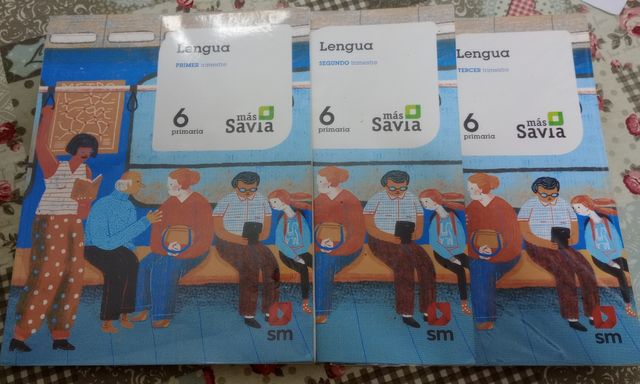 Lengua
PRIMER trimestre
6
primaria
más
Savia
sm
Lengua
SEGUNDO trimestre
6
primaria
más
Savia
sm
Lengua
TERCER trimestre
6
primaria
más
Savia
sm